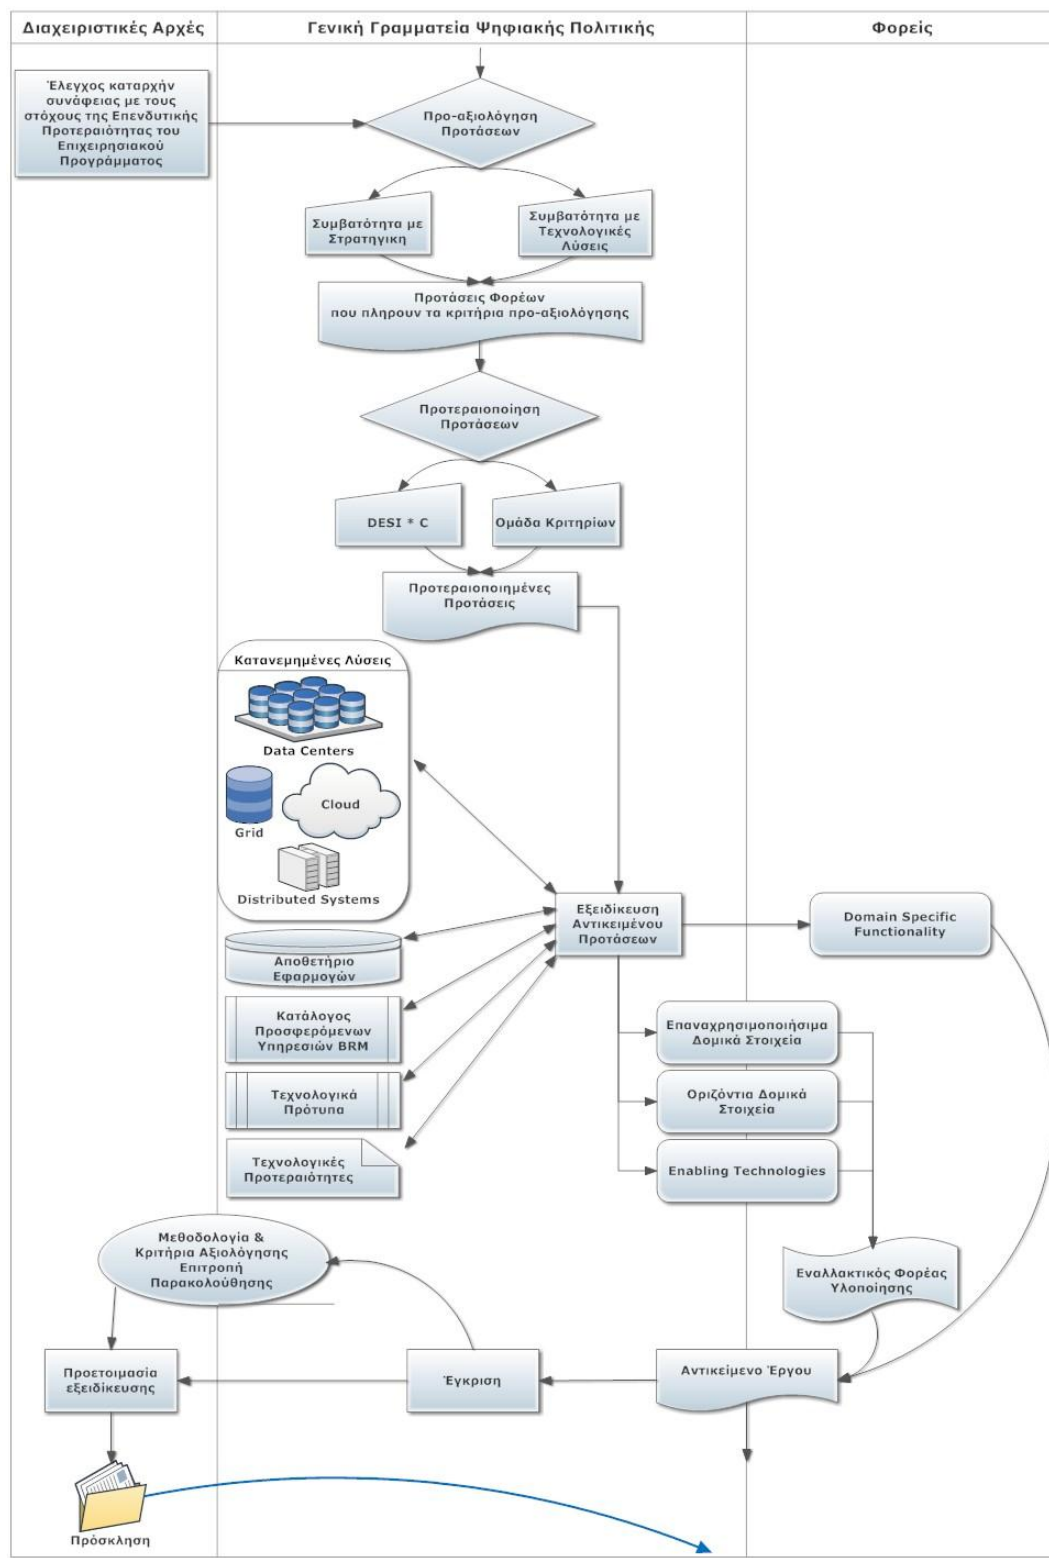 Διαχειριστικές Αρχές
Γενική Γραμματεία Ψηφιακής Πολιτικής
Φορείς
Έλεγχος καταρχήν
συνάφειας με τους
στόχους της Επενδυτικής
Προτεραιότητας του
Επιχειρησιακού
Προγράμματος
Προ-αξιολόγηση
Προτάσεων
Συμβατότητα με
Στρατηγικη
Συμβατότητα με
Τεχνολογικές
Λύσεις
Προτάσεις Φορέων
που πληρουν τα κριτήρια προ-αξιολόγησης
Προτεραιοποίηση
Προτάσεων
DESI * C
Ομάδα Κριτηρίων
Προτεραιοποιημένες
Προτάσεις
Κατανεμημένες Λύσεις
Data Centers
Cloud
Grid
Distributed Systems
Εξειδίκευση
Αντικειμένου
Προτάσεων
Domain Specific
Functionality
Αποθετήριο
Εφαρμογών
Κατάλογος
Προσφερόμενων
Υπηρεσιών BRM
Τεχνολογικά
Πρότυπα
Τεχνολογικές
Προτεραιότητες
Επαναχρησιμοποιήσιμα
Δομικά Στοιχεία
Οριζόντια Δομικά
Στοιχεία
Enabling Technologies
Μεθοδολογία &
Κριτήρια Αξιολόγησης
Επιτροπή
Παρακολούθησης
Εναλλακτικός Φορέας
Υλοποίησης
Προετοιμασία
εξειδίκευσης
Έγκριση
Αντικείμενο Έργου
Πρόσκληση